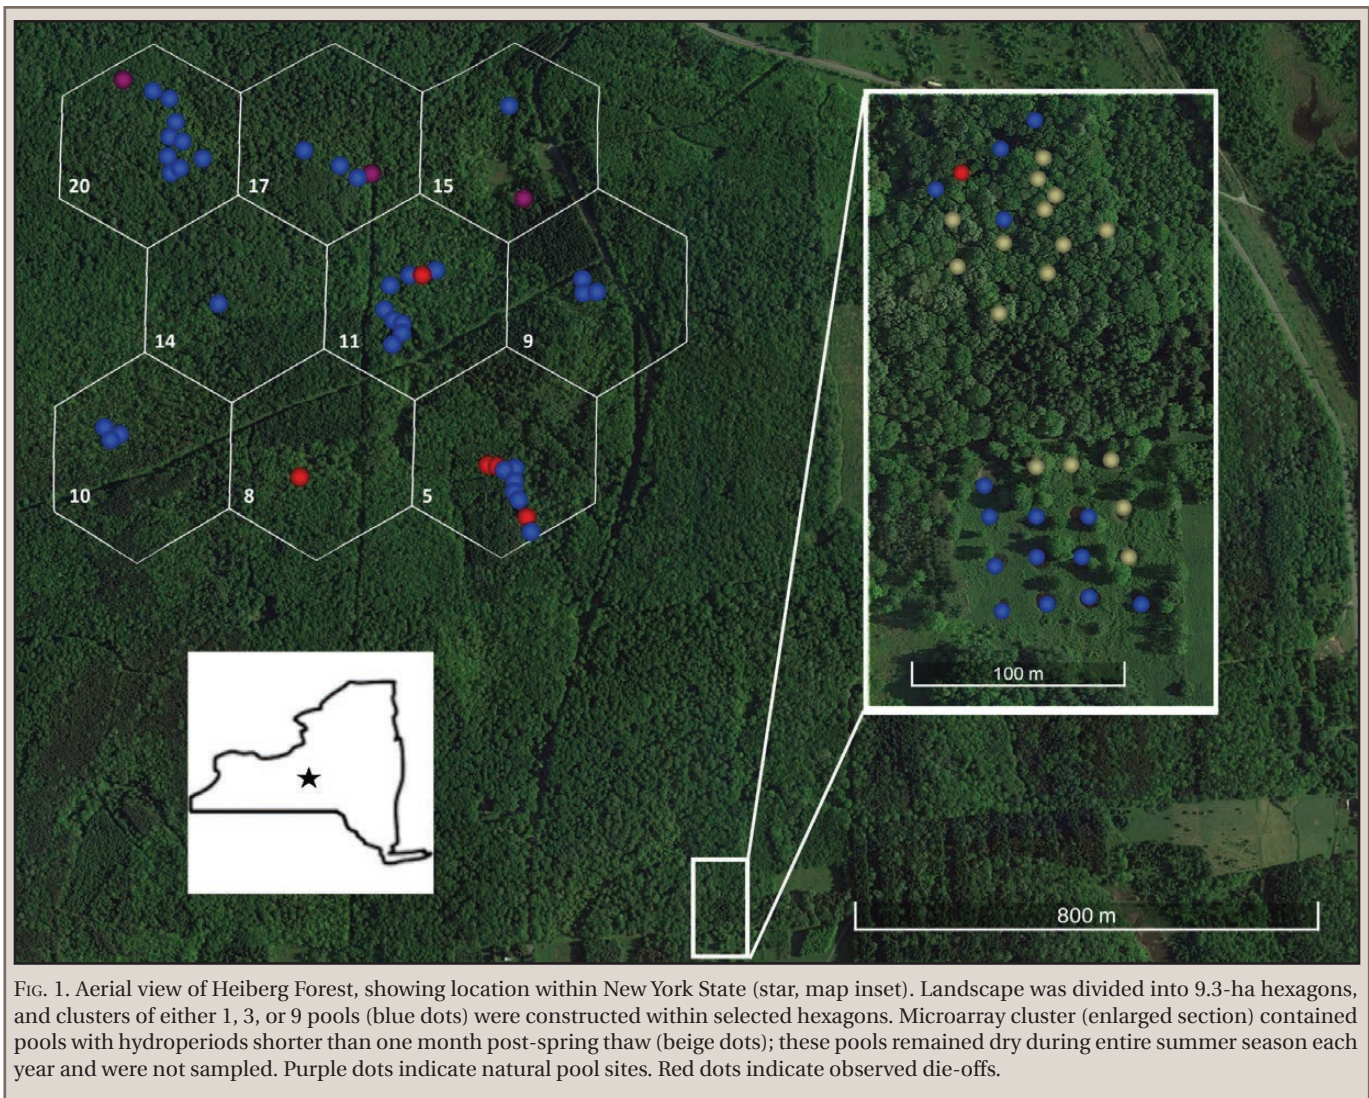 20
17
15
14
11
9
10
8
5
100 m
800 m
FIG. 1. Aerial view of Heiberg Forest, showing location within New York State (star, map inset). Landscape was divided into 9.3-ha hexagons,
and clusters of either 1, 3, or 9 pools (blue dots) were constructed within selected hexagons. Microarray cluster (enlarged section) contained
pools with hydroperiods shorter than one month post-spring thaw (beige dots); these pools remained dry during entire summer season each
year and were not sampled. Purple dots indicate natural pool sites. Red dots indicate observed die-offs.